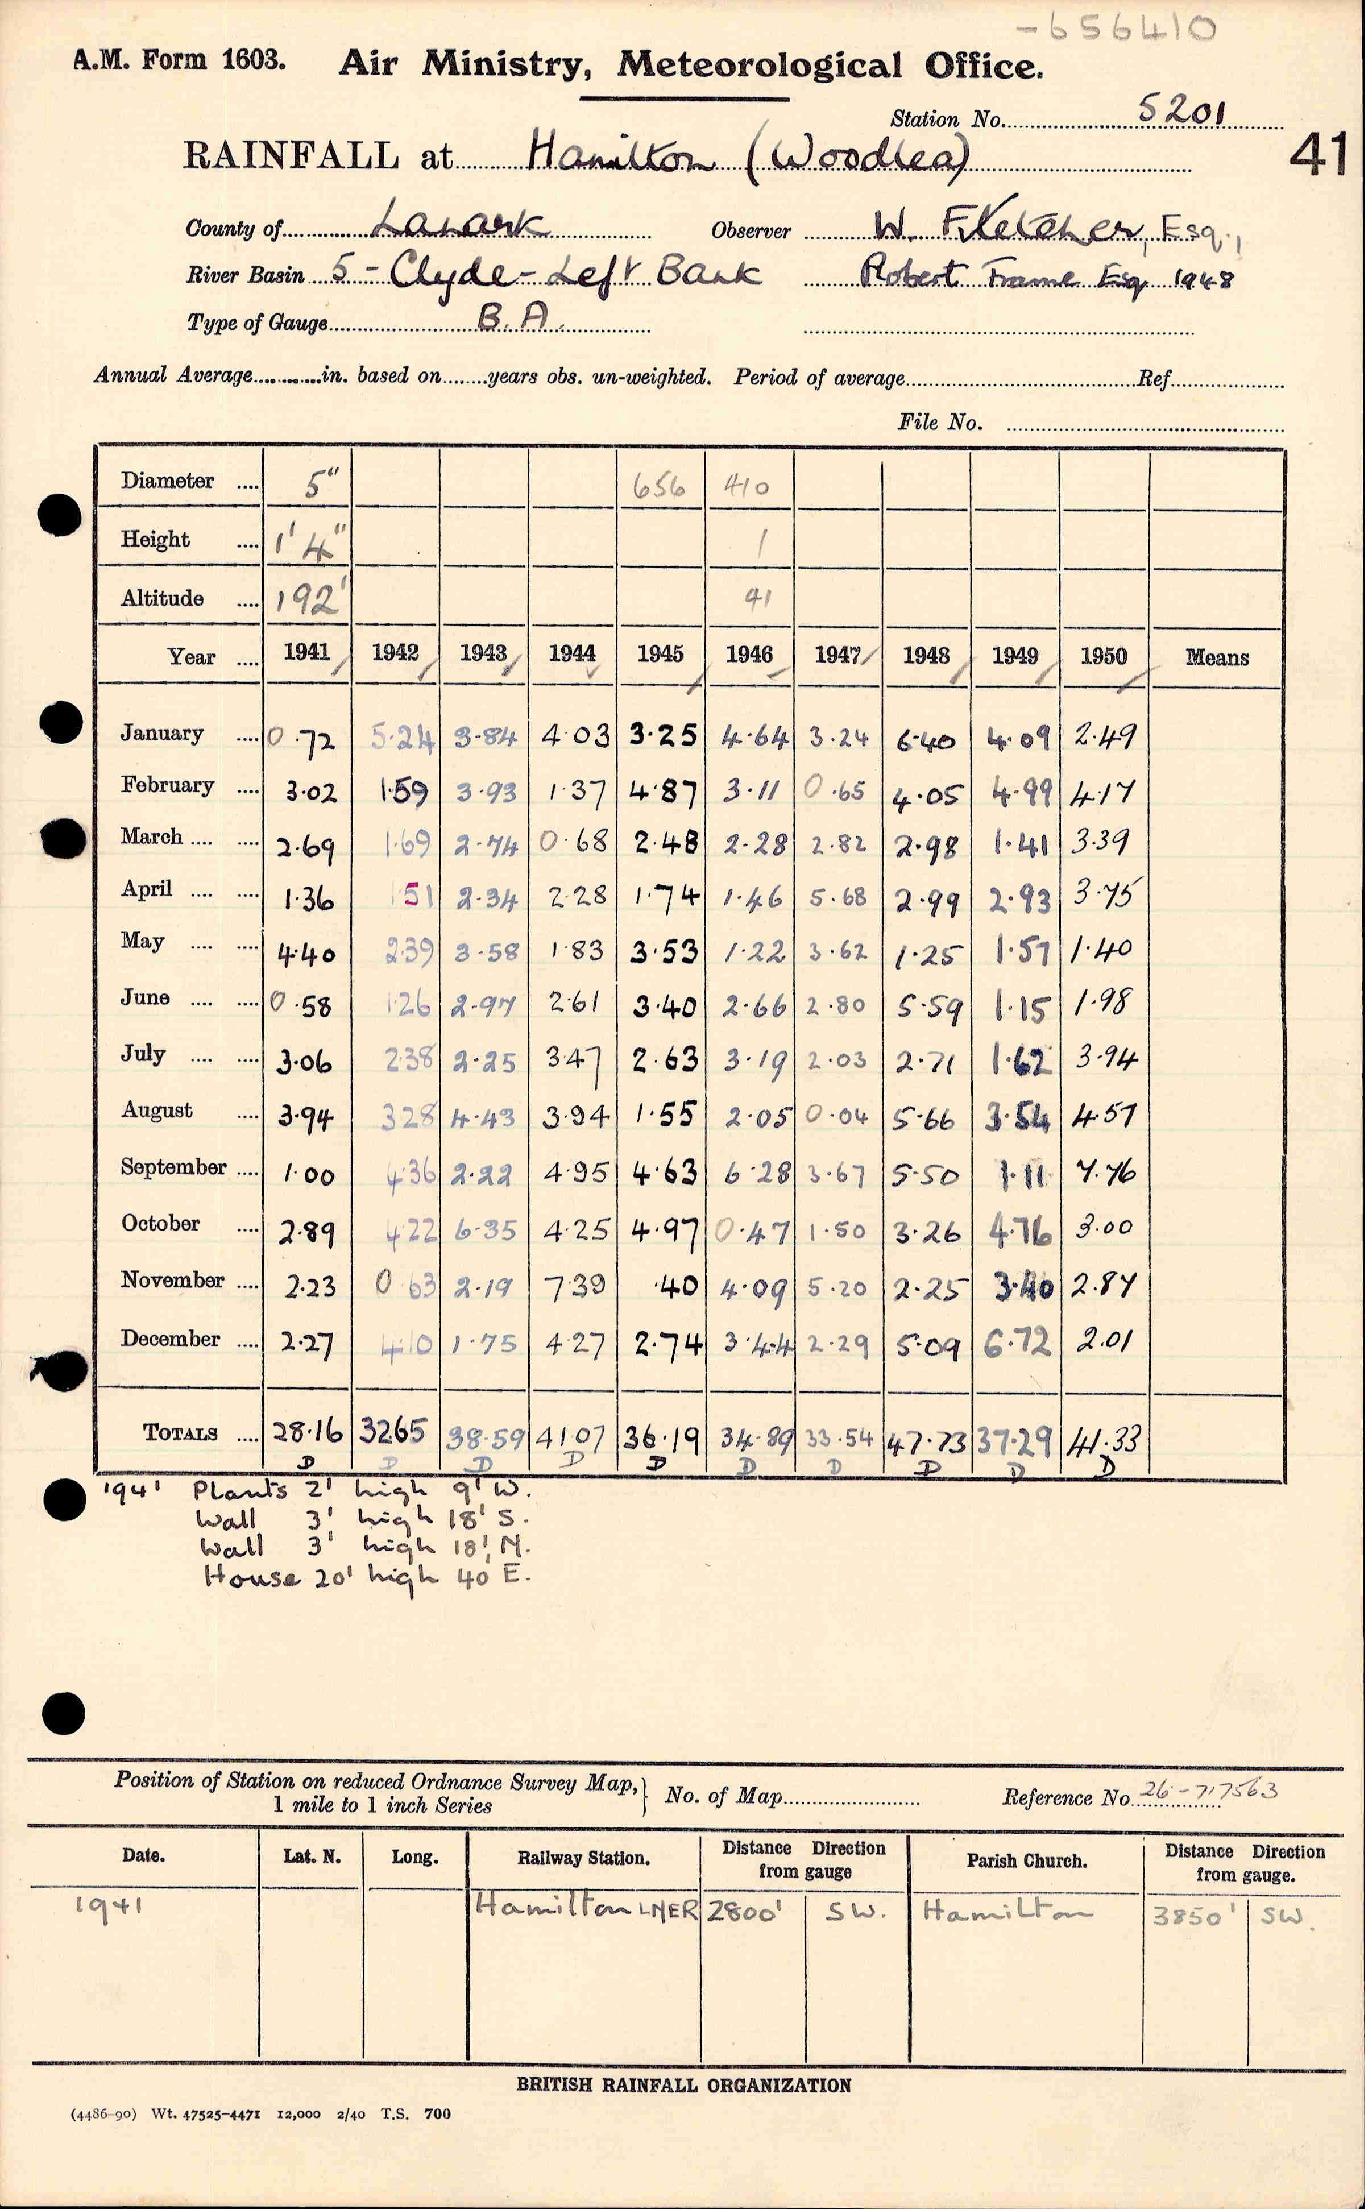 -656410
A.M. Form 1603. Air Ministry, Meteorological Office.
Station No. 5201
41
RAINFALL at Hamilton (Woodlea)
County of Lanark Observer W. Fletcher, Esq.,
River Basin 5 - Clyde - Left Bank Robert Frame Esq 1948
Type of Gauge B.A.
Annual Average in. based on years obs. un-weighted. Period of average Ref
File No.
Diameter 5" 656 410
Height 1' 4" 1
Altitude 192' 41
Year 1941 1942 1943 1944 1945 1946 1947 1948 1949 1950 Means
January 0.72 5.24 3.84 4.03 3.25 4.64 3.24 6.40 4.09 2.49
February 3.02 1.59 3.93 1.37 4.87 3.11 0.65 4.05 4.99 4.17
March 2.69 1.69 2.74 0.68 2.48 2.28 2.82 2.98 1.41 3.39
April 1.36 1 51 2.34 2.28 1.74 1.46 5.68 2.99 2.93 3.75
May 4.40 2.39 3.58 1.83 3.53 1.22 3.62 1.25 1.57 1.40
June 0.58 1.26 2.97 2.61 3.40 2.66 2.80 5.59 1.15 1.98
July 3.06 2.38 2.25 3.47 2.63 3.19 2.03 2.71 1.62 3.94
August 3.94 3.28 4.43 3.94 1.55 2.05 0.04 5.66 3.54 4.57
September 1.00 4.36 2.22 4.95 4.63 6.28 3.67 5.50 1.11 7.76
October 2.89 4.22 6.35 4.25 4.97 0.47 1.50 3.26 4.76 3.00
November 2.23 0.63 2.19 7.39 .40 4.09 5.20 2.25 3.40 2.87
December 2.27 4.10 1.75 4.27 2.74 3.44 2.29 5.09 6.72 2.01
TOTALS 28.16 32.65 38.59 41.07 36.19 34.89 33.54 47.73 37.29 41.33
D D D D D D D D D D
1941 Plants 2' high 9' W.
Wall 3' high 18' S.
Wall 3' high 18' N.
House 20' high 40' E.
Position of Station on reduced Ordnance Survey Map, 1 mile to 1 inch Series } No. of Map Reference No. 26-717563
Date. Lat. N. Long. Railway Station. Distance Direction from gauge Parish Church. Distance Direction from gauge.
1941 Hamilton LNER 2800' SW. Hamilton 3850' SW.
BRITISH RAINFALL ORGANIZATION
(4486-90) Wt. 47525-4471 12,000 2/40 T.S. 700